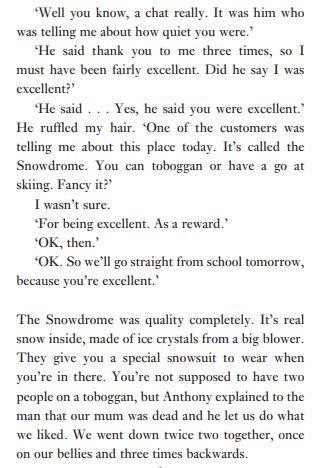 ‘Well you know, a chat really. It was him who
was telling me about how quiet you were.’
‘He said thank you to me three times, so I
must have been fairly excellent. Did he say I was
excellent?’
‘He said . . . Yes, he said you were excellent.’
He ruffled my hair. ‘One of the customers was
telling me about this place today. It’s called the
Snowdrome. You can toboggan or have a go at
skiing. Fancy it?’
I wasn’t sure.
‘For being excellent. As a reward.’
‘OK, then.’
‘OK. So we’ll go straight from school tomorrow,
because you’re excellent.’

The Snowdrome was quality completely. It’s real
snow inside, made of ice crystals from a big blower.
They give you a special snowsuit to wear when
you’re in there. You’re not supposed to have two
people on a toboggan, but Anthony explained to the
man that our mum was dead and he let us do what
we liked. We went down twice two together, once
on our bellies and three times backwards.